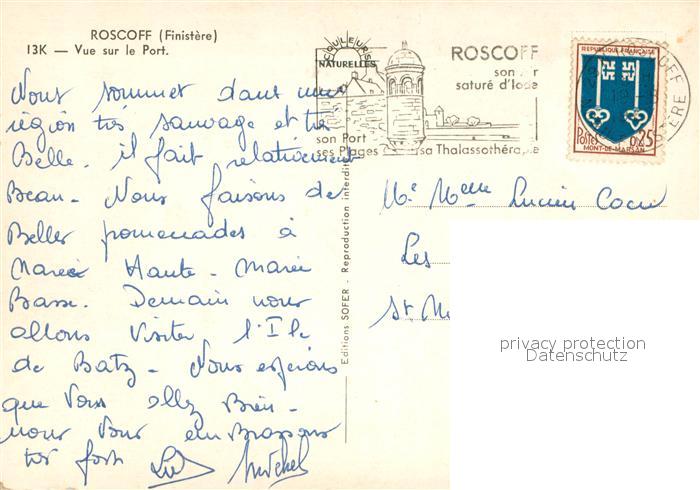 ROSCOFF (Finistère)
13K — Vue sur le Port.
COULEURS
NATURELLES
ROSCOFF
son
saturé d'Iode
son Port
ses Plages sa Thalassothérapie
REPUBLIQUE FRANÇAISE
Postes 0,25
MONT-DE-MARSAN
Nous sommet dans une
région très sauvage et très
Belle. il fait relativement
Beau. Nous faisons de
Belles promenades à
Marée Haute - Marée
Basse. Demain nous
allons visiter l'Ile
de Batz. Nous espérons
que Vous allez Bien.
nous Vous embrassons
très fort
Michel
Editions SOFER. - Reproduction interdite
Mr Mme Lucien
Les
St
privacy protection
Datenschutz